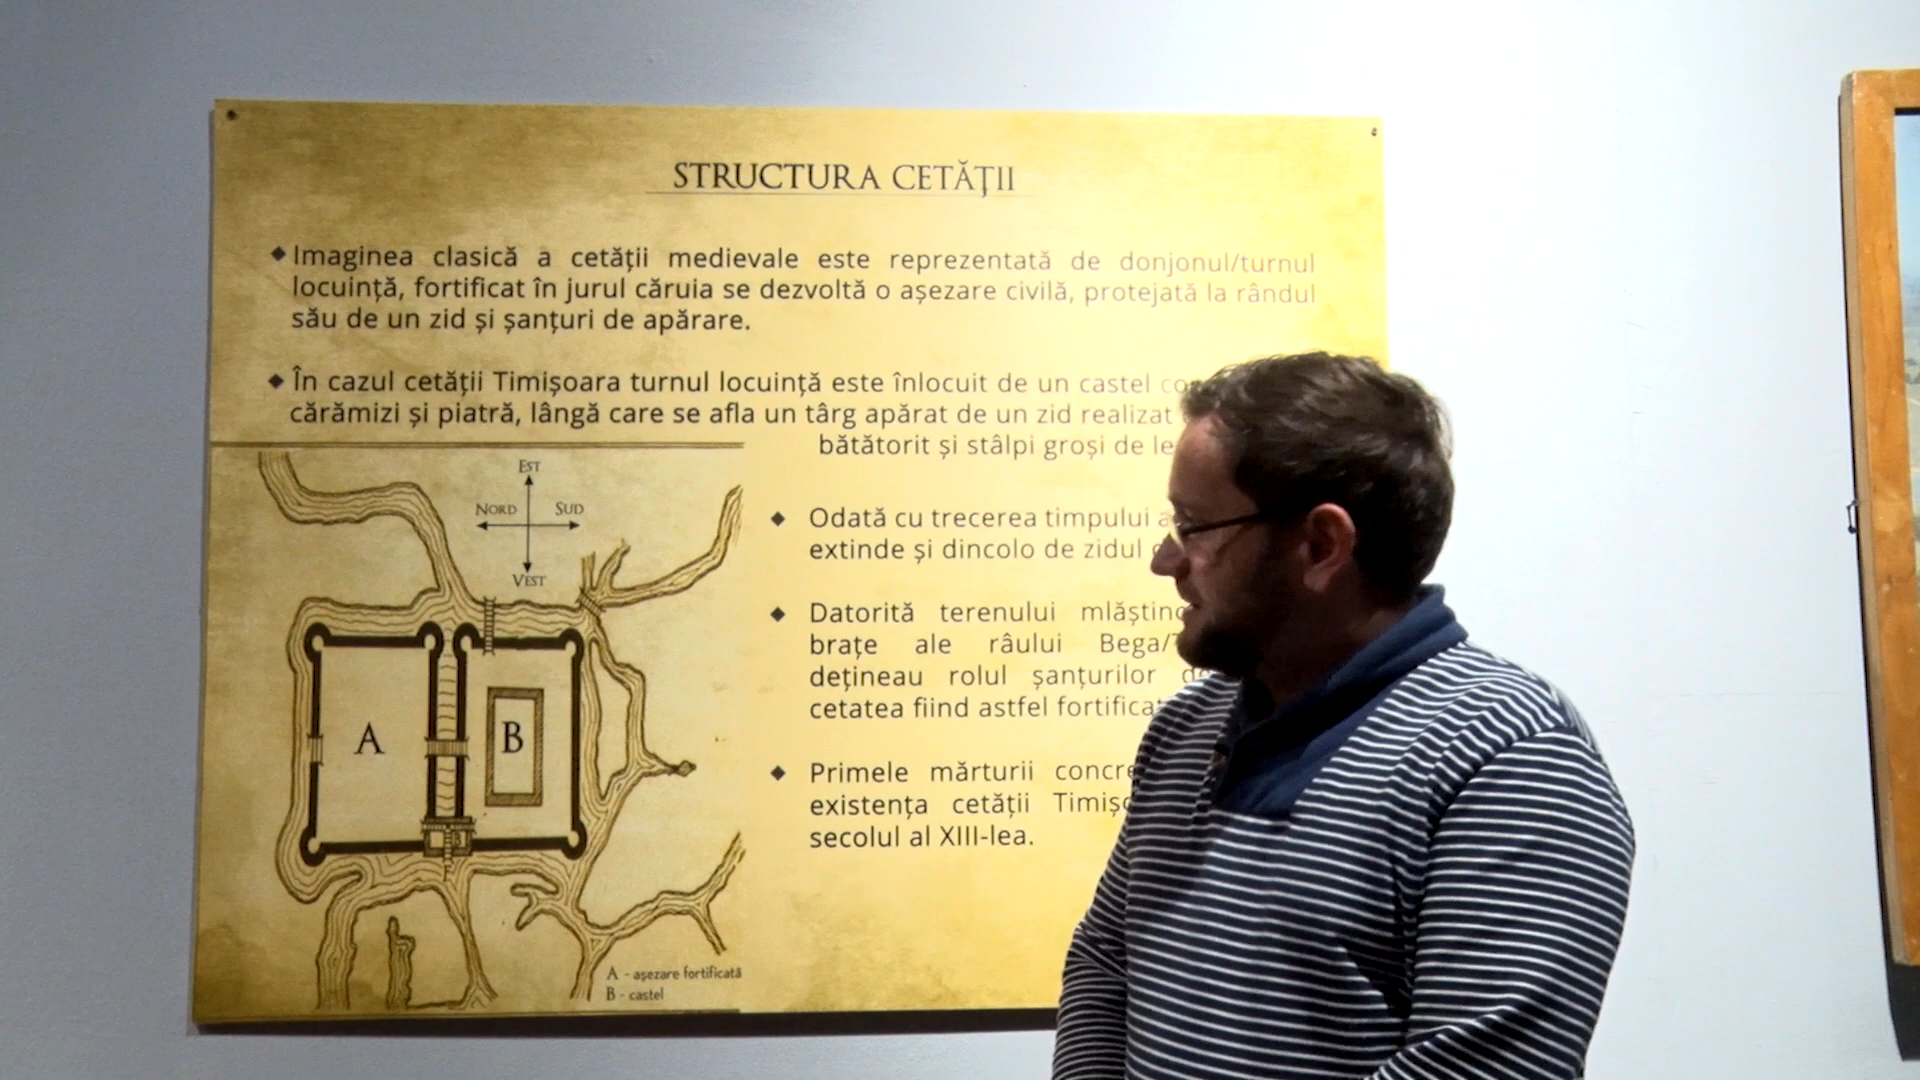 STRUCTURA CETĂȚII
◆ Imaginea clasică a cetății medievale este reprezentată de donjonul/turnul
locuință, fortificat în jurul căruia se dezvoltă o așezare civilă, protejată la rândul
său de un zid și șanțuri de apărare.
◆ În cazul cetății Timișoara turnul locuință este înlocuit de un castel
cărămizi și piatră, lângă care se afla un târg apărat de un zid realizat
bătătorit și stâlpi groși de
◆ Odată cu trecerea timpului
extinde și dincolo de zidul
◆ Datorită terenului
brațe ale râului Bega/
dețineau rolul șanțurilor
cetatea fiind astfel
◆ Primele mărturii
existența cetății
secolul al XIII-lea.
EST
NORD SUD
VEST
A B
A - așezare fortificată
B - castel